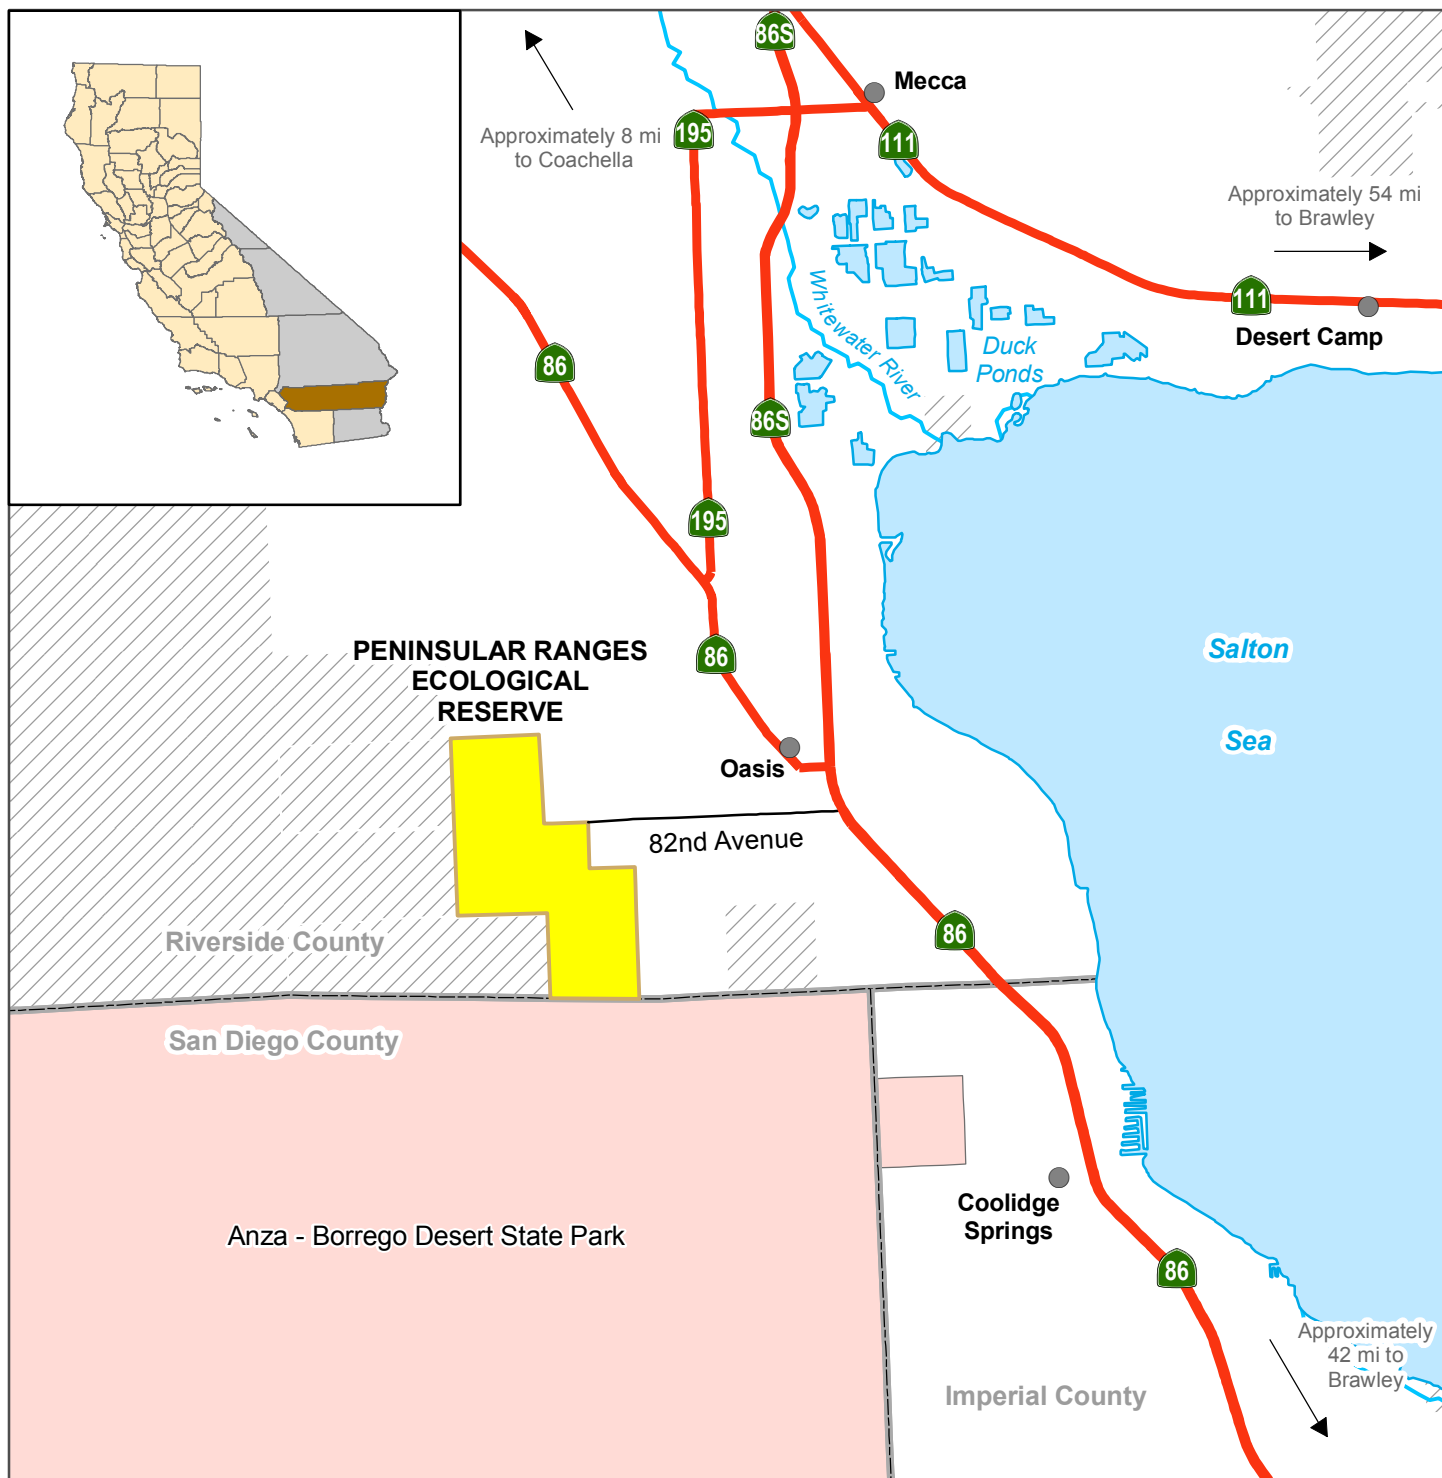 86S
Mecca
Approximately 8 mi
to Coachella
195
111
Approximately 54 mi
to Brawley
Whitewater River
111
Desert Camp
86
Duck
Ponds
86S
195
Salton
Sea
PENINSULAR RANGES
ECOLOGICAL
RESERVE
86
Oasis
82nd Avenue
Riverside County
86
San Diego County
Coolidge
Springs
Anza - Borrego Desert State Park
86
Approximately
42 mi to
Brawley
Imperial County